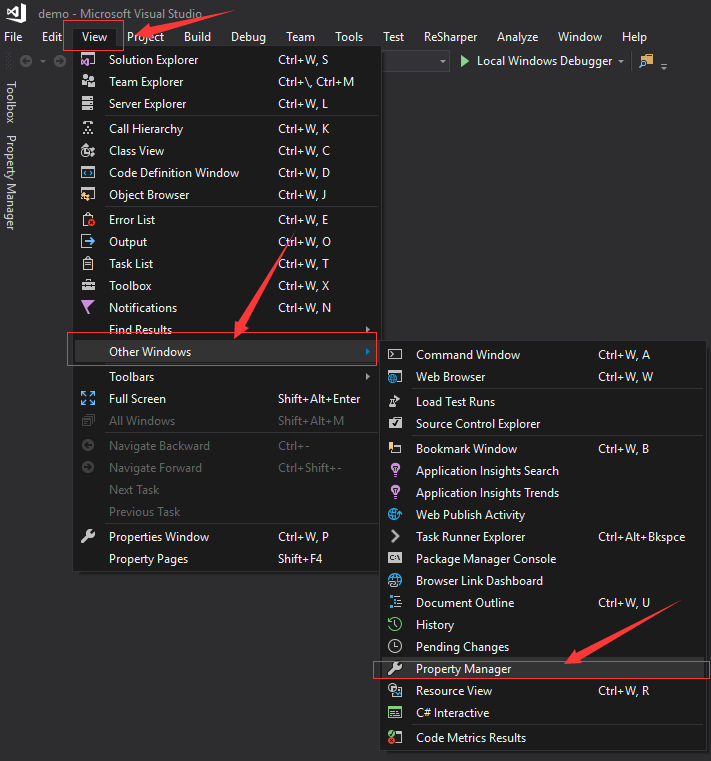 demo - Microsoft Visual Studio
File Edit View Project Build Debug Team Tools Test ReSharper Analyze Window Help
Local Windows Debugger
Toolbox
Property Manager
Solution Explorer Ctrl+W, S
Team Explorer Ctrl+\, Ctrl+M
Server Explorer Ctrl+W, L
Call Hierarchy Ctrl+W, K
Class View Ctrl+W, C
Code Definition Window Ctrl+W, D
Object Browser Ctrl+W, J
Error List Ctrl+W, E
Output Ctrl+W, O
Task List Ctrl+W, T
Toolbox Ctrl+W, X
Notifications Ctrl+W, N
Find Results
Other Windows
Toolbars
Full Screen Shift+Alt+Enter
All Windows Shift+Alt+M
Navigate Backward Ctrl+-
Navigate Forward Ctrl+Shift+-
Next Task
Previous Task
Properties Window Ctrl+W, P
Property Pages Shift+F4
Command Window Ctrl+W, A
Web Browser Ctrl+W, W
Load Test Runs
Source Control Explorer
Bookmark Window Ctrl+W, B
Application Insights Search
Application Insights Trends
Web Publish Activity
Task Runner Explorer Ctrl+Alt+Bkspce
Package Manager Console
Browser Link Dashboard
Document Outline Ctrl+W, U
History
Pending Changes
Property Manager
Resource View Ctrl+W, R
C# Interactive
Code Metrics Results